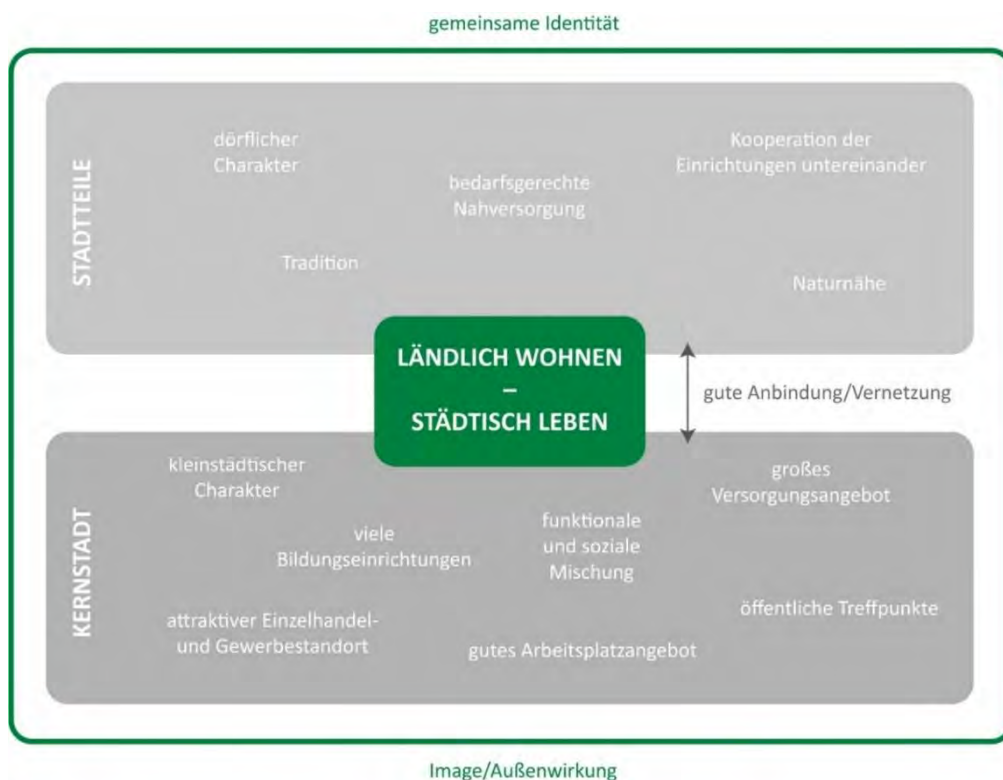 gemeinsame Identität
STADTTEILE
dörflicher
Charakter
Kooperation der
Einrichtungen untereinander
bedarfsgerechte
Nahversorgung
Tradition
Naturnähe
LÄNDLICH WOHNEN
–
STÄDTISCH LEBEN
gute Anbindung/Vernetzung
KERNSTADT
kleinstädtischer
Charakter
großes
Versorgungsangebot
viele
Bildungseinrichtungen
funktionale
und soziale
Mischung
attraktiver Einzelhandel-
und Gewerbestandort
öffentliche Treffpunkte
gutes Arbeitsplatzangebot
Image/Außenwirkung